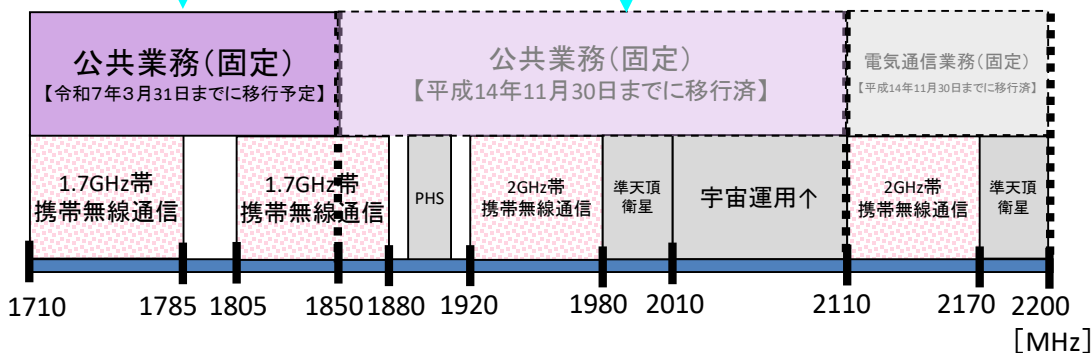 公共業務(固定)
【令和7年3月31日までに移行予定】
公共業務(固定)
【平成14年11月30日までに移行済】
電気通信業務(固定)
【平成14年11月30日までに移行済】
1.7GHz帯
携帯無線通信
1.7GHz帯
携帯無線通信
PHS
2GHz帯
携帯無線通信
準天頂
衛星
宇宙運用↑
2GHz帯
携帯無線通信
準天頂
衛星
1710
1785
1805
1850
1880
1920
1980
2010
2110
2170
2200
[MHz]